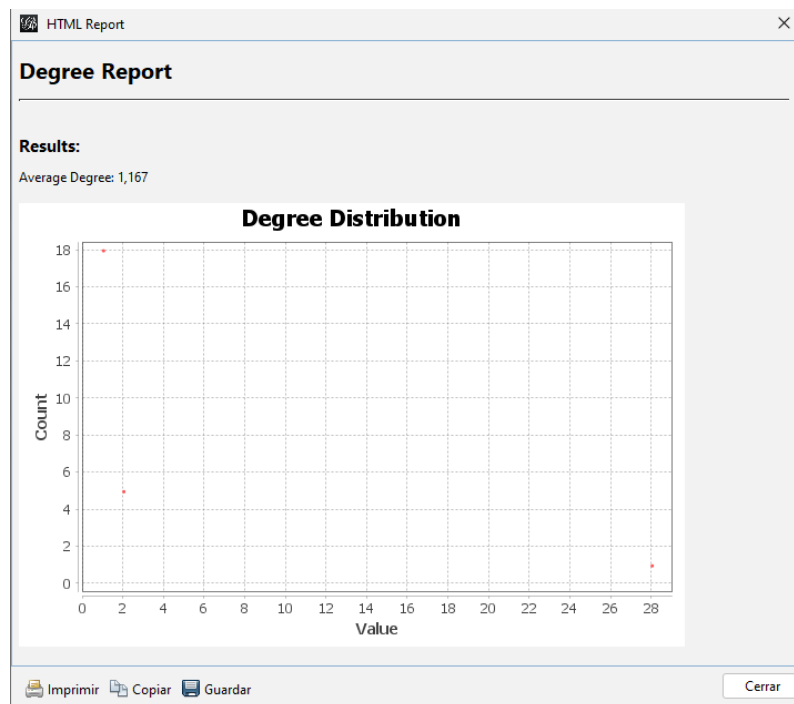 HTML Report
Degree Report
Results:
Average Degree: 1,167
Degree Distribution
18
16
14
12
10
8
6
4
2
0
Count
0 2 4 6 8 10 12 14 16 18 20 22 24 26 28
Value
Imprimir Copiar Guardar Cerrar